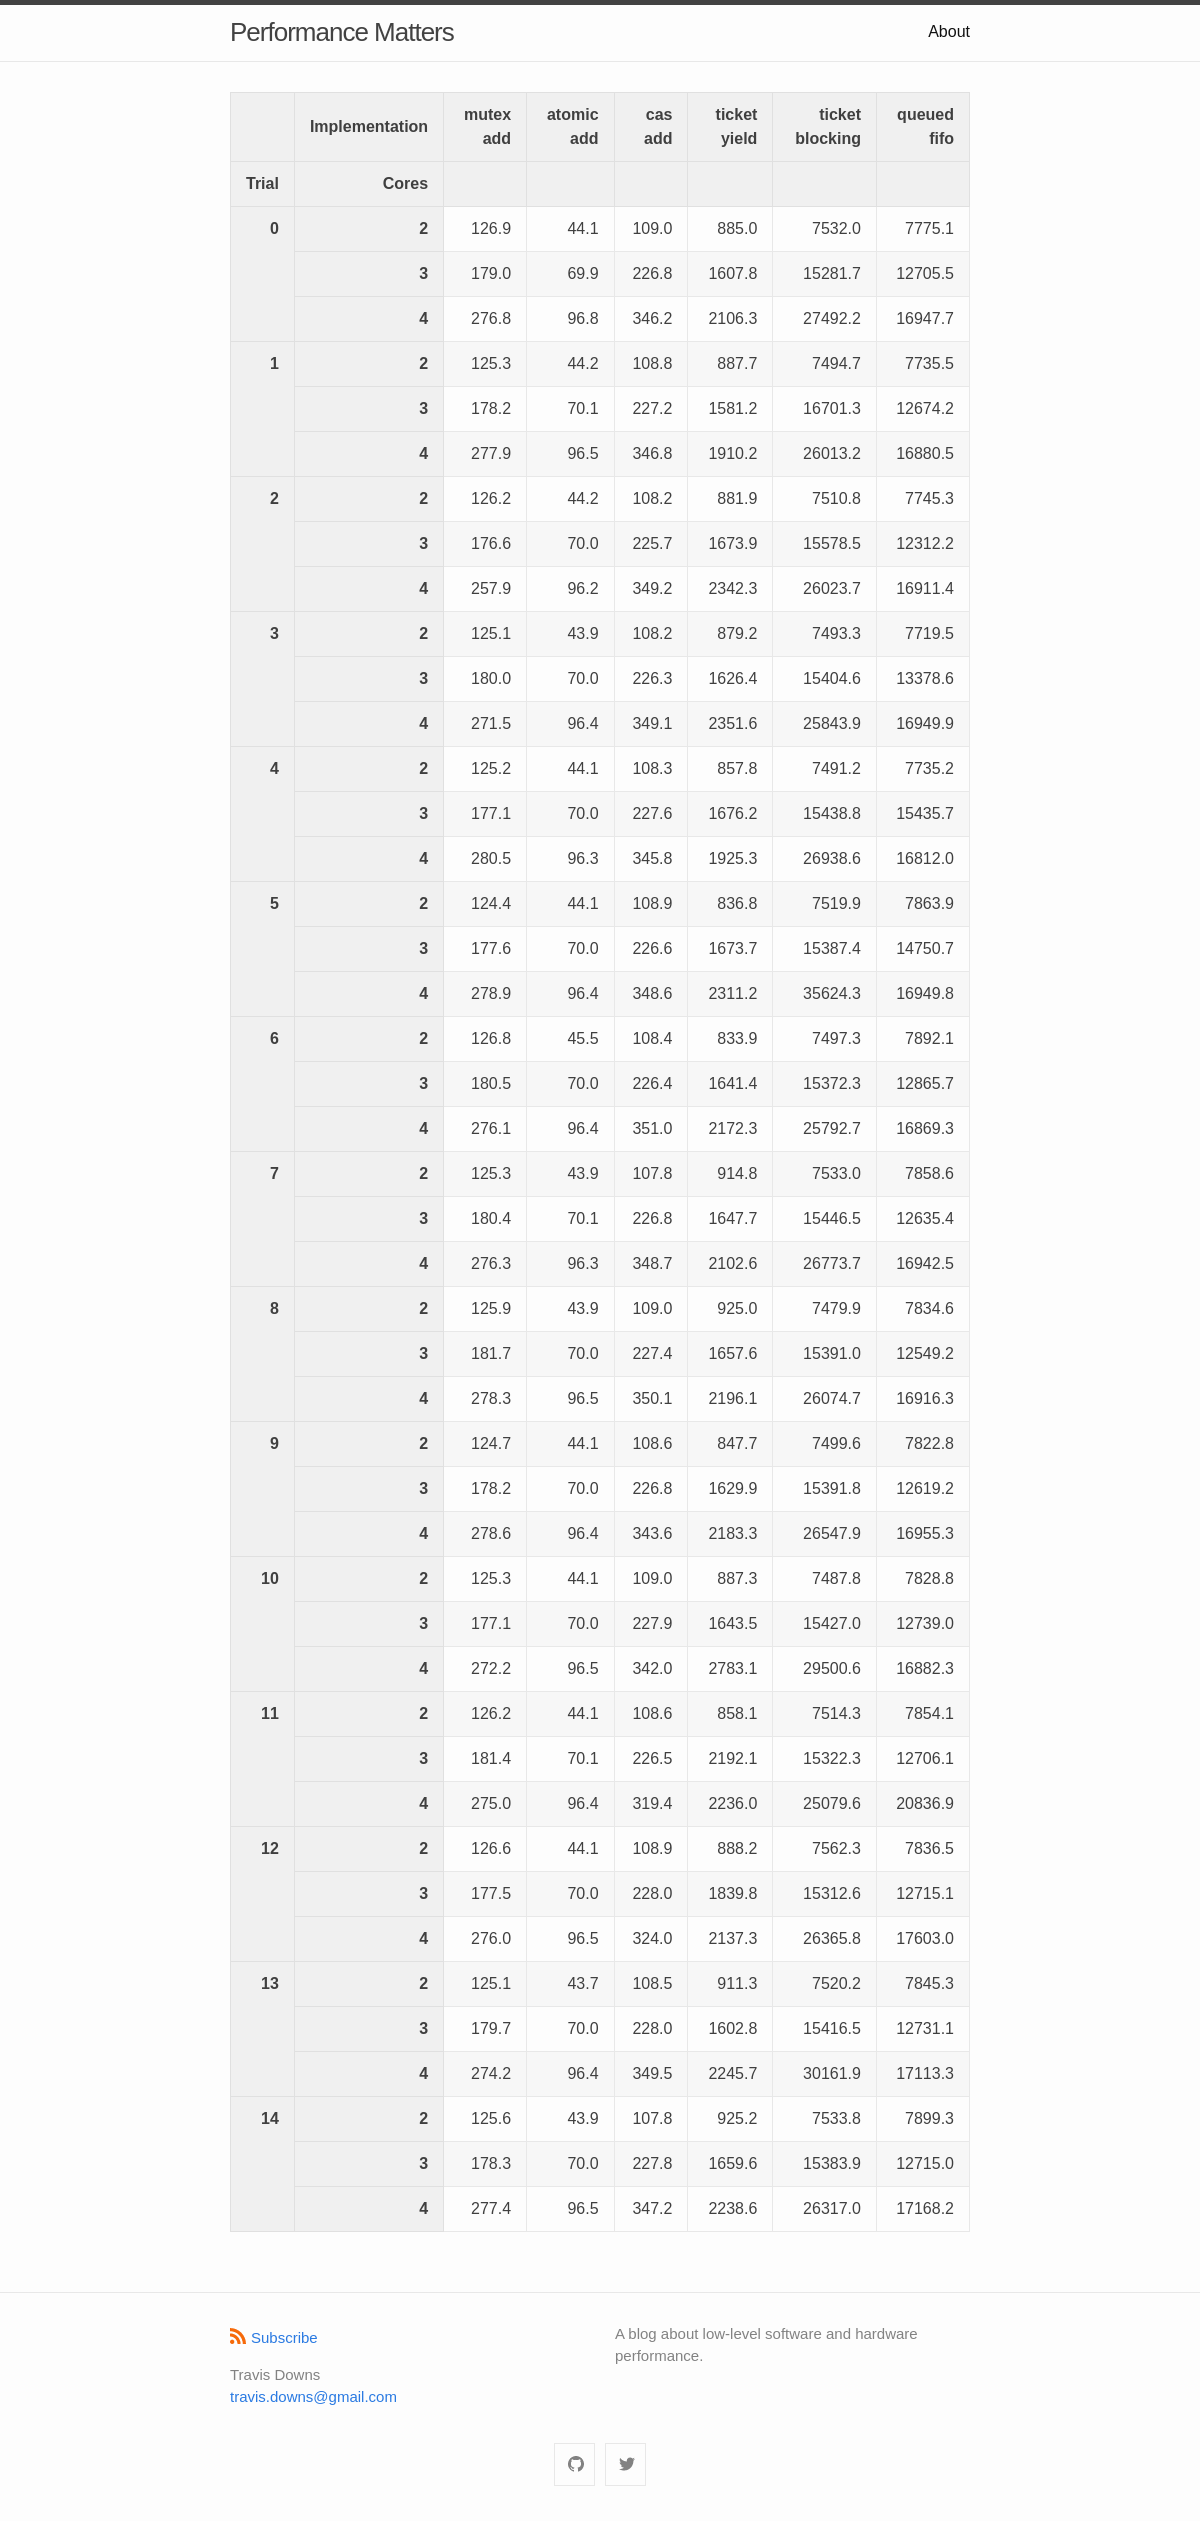 Performance Matters About
Implementation mutex add atomic add cas add ticket yield ticket blocking queued fifo
Trial Cores
0 2 126.9 44.1 109.0 885.0 7532.0 7775.1
3 179.0 69.9 226.8 1607.8 15281.7 12705.5
4 276.8 96.8 346.2 2106.3 27492.2 16947.7
1 2 125.3 44.2 108.8 887.7 7494.7 7735.5
3 178.2 70.1 227.2 1581.2 16701.3 12674.2
4 277.9 96.5 346.8 1910.2 26013.2 16880.5
2 2 126.2 44.2 108.2 881.9 7510.8 7745.3
3 176.6 70.0 225.7 1673.9 15578.5 12312.2
4 257.9 96.2 349.2 2342.3 26023.7 16911.4
3 2 125.1 43.9 108.2 879.2 7493.3 7719.5
3 180.0 70.0 226.3 1626.4 15404.6 13378.6
4 271.5 96.4 349.1 2351.6 25843.9 16949.9
4 2 125.2 44.1 108.3 857.8 7491.2 7735.2
3 177.1 70.0 227.6 1676.2 15438.8 15435.7
4 280.5 96.3 345.8 1925.3 26938.6 16812.0
5 2 124.4 44.1 108.9 836.8 7519.9 7863.9
3 177.6 70.0 226.6 1673.7 15387.4 14750.7
4 278.9 96.4 348.6 2311.2 35624.3 16949.8
6 2 126.8 45.5 108.4 833.9 7497.3 7892.1
3 180.5 70.0 226.4 1641.4 15372.3 12865.7
4 276.1 96.4 351.0 2172.3 25792.7 16869.3
7 2 125.3 43.9 107.8 914.8 7533.0 7858.6
3 180.4 70.1 226.8 1647.7 15446.5 12635.4
4 276.3 96.3 348.7 2102.6 26773.7 16942.5
8 2 125.9 43.9 109.0 925.0 7479.9 7834.6
3 181.7 70.0 227.4 1657.6 15391.0 12549.2
4 278.3 96.5 350.1 2196.1 26074.7 16916.3
9 2 124.7 44.1 108.6 847.7 7499.6 7822.8
3 178.2 70.0 226.8 1629.9 15391.8 12619.2
4 278.6 96.4 343.6 2183.3 26547.9 16955.3
10 2 125.3 44.1 109.0 887.3 7487.8 7828.8
3 177.1 70.0 227.9 1643.5 15427.0 12739.0
4 272.2 96.5 342.0 2783.1 29500.6 16882.3
11 2 126.2 44.1 108.6 858.1 7514.3 7854.1
3 181.4 70.1 226.5 2192.1 15322.3 12706.1
4 275.0 96.4 319.4 2236.0 25079.6 20836.9
12 2 126.6 44.1 108.9 888.2 7562.3 7836.5
3 177.5 70.0 228.0 1839.8 15312.6 12715.1
4 276.0 96.5 324.0 2137.3 26365.8 17603.0
13 2 125.1 43.7 108.5 911.3 7520.2 7845.3
3 179.7 70.0 228.0 1602.8 15416.5 12731.1
4 274.2 96.4 349.5 2245.7 30161.9 17113.3
14 2 125.6 43.9 107.8 925.2 7533.8 7899.3
3 178.3 70.0 227.8 1659.6 15383.9 12715.0
4 277.4 96.5 347.2 2238.6 26317.0 17168.2
Subscribe
Travis Downs
travis.downs@gmail.com
A blog about low-level software and hardware
performance.